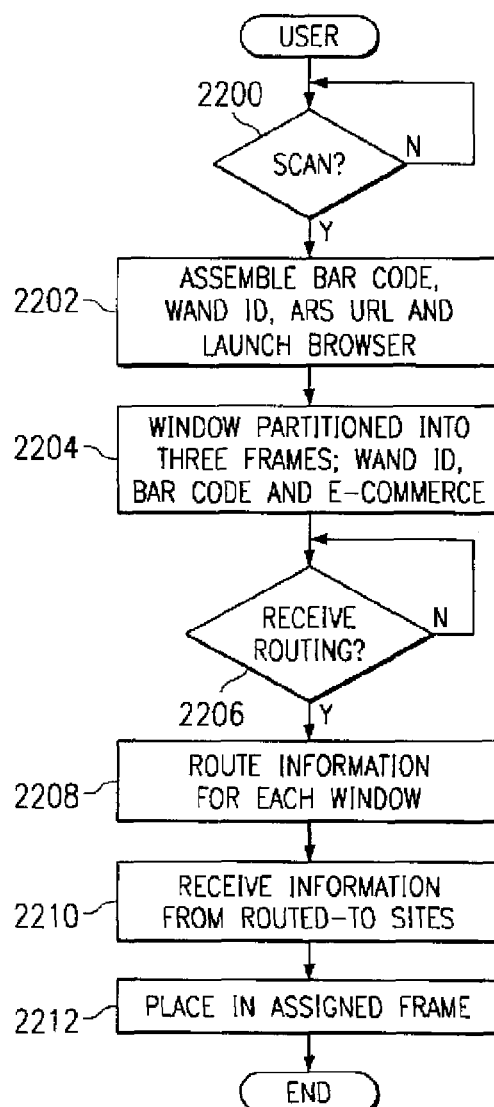 USER
2200
SCAN?
N
Y
2202
ASSEMBLE BAR CODE,
WAND ID, ARS URL AND
LAUNCH BROWSER
2204
WINDOW PARTITIONED INTO
THREE FRAMES; WAND ID,
BAR CODE AND E-COMMERCE
RECEIVE
ROUTING?
N
2206
Y
2208
ROUTE INFORMATION
FOR EACH WINDOW
2210
RECEIVE INFORMATION
FROM ROUTED-TO SITES
2212
PLACE IN ASSIGNED FRAME
END